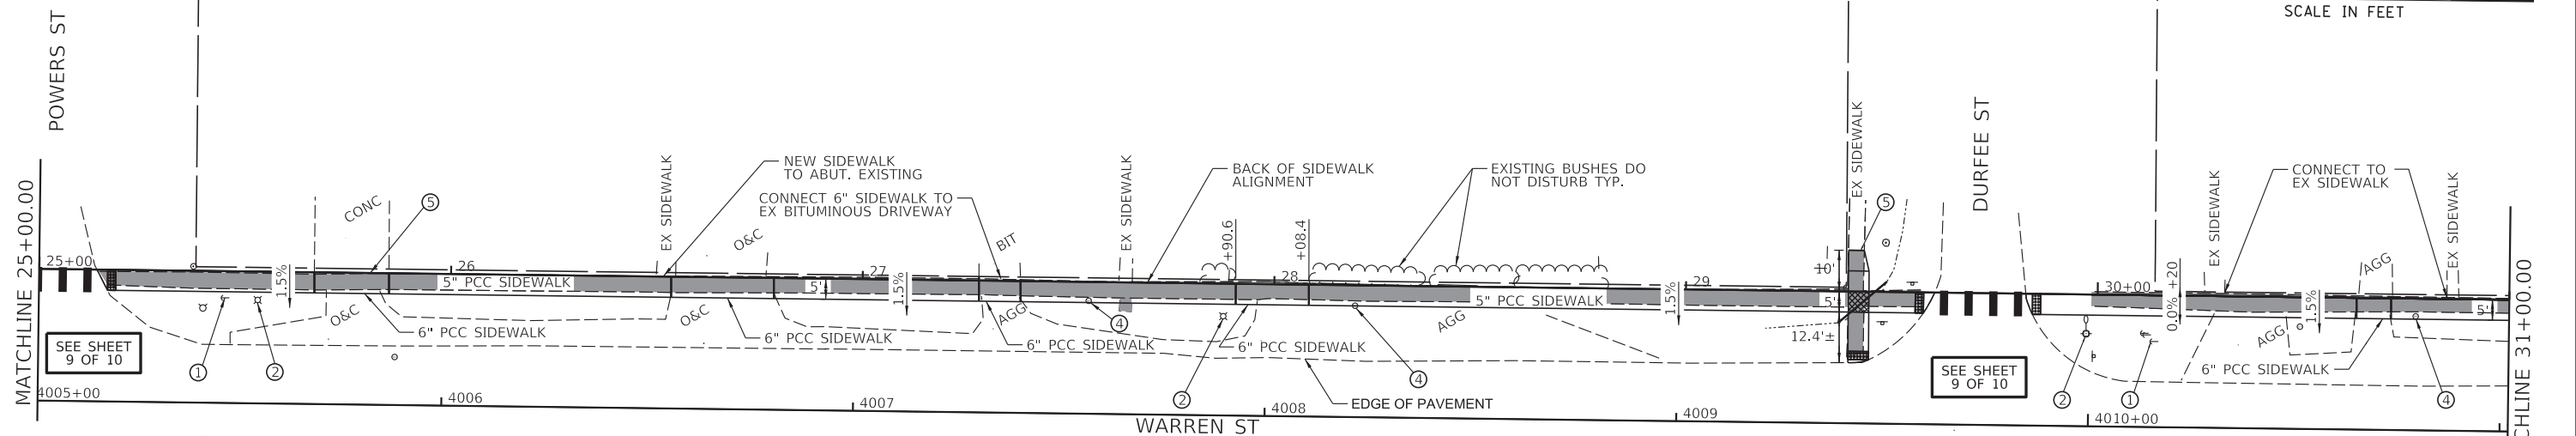 SCALE IN FEET
POWERS ST
MATCHLINE 25+00.00
25+00
SEE SHEET
9 OF 10
4005+00
1
2
1.5%
CONC
5
O&C
26
5" PCC SIDEWALK
6" PCC SIDEWALK
4006
EX SIDEWALK
NEW SIDEWALK
TO ABUT. EXISTING
CONNECT 6" SIDEWALK TO
EX BITUMINOUS DRIVEWAY
O&C
O&C
5'
27
1.5%
6" PCC SIDEWALK
4007
BIT
AGG
6" PCC SIDEWALK
EX SIDEWALK
4
BACK OF SIDEWALK
ALIGNMENT
+90.6
+08.4
28
2
6" PCC SIDEWALK
4008
WARREN ST
EDGE OF PAVEMENT
4
EXISTING BUSHES DO
NOT DISTURB TYP.
AGG
5" PCC SIDEWALK
1.5%
29
4009
EX SIDEWALK
5
10'
5'
12.4'±
DURFEE ST
SEE SHEET
9 OF 10
2
1
30+00
4010+00
0.0% +20
EX SIDEWALK
CONNECT TO
EX SIDEWALK
AGG
1.5%
AGG
EX SIDEWALK
5'
6" PCC SIDEWALK
4
CHLINE 31+00.00